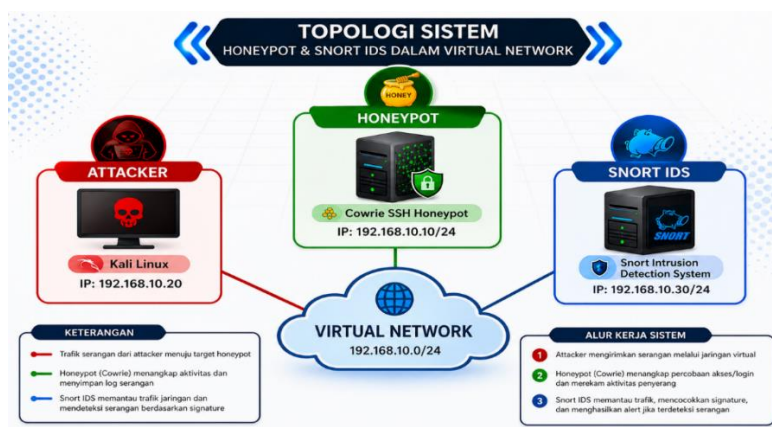 TOPOLOGI SISTEM
HONEYPOT & SNORT IDS DALAM VIRTUAL NETWORK
HONEY
HONEYPOT
Cowrie SSH Honeypot
IP: 192.168.10.10/24
ATTACKER
Kali Linux
IP: 192.168.10.20
SNORT IDS
SNORT
Snort Intrusion
Detection System
IP: 192.168.10.30/24
VIRTUAL NETWORK
192.168.10.0/24
KETERANGAN
Trafik serangan dari attacker menuju target honeypot
Honeypot (Cowrie) menangkap aktivitas dan
menyimpan log serangan
Snort IDS memantau trafik jaringan dan
mendeteksi serangan berdasarkan signature
ALUR KERJA SISTEM
1 Attacker mengirimkan serangan melalui jaringan virtual
2 Honeypot (Cowrie) menangkap percobaan akses/login
dan merekam aktivitas penyerang
3 Snort IDS memantau trafik, mencocokkan signature,
dan menghasilkan alert jika terdeteksi serangan